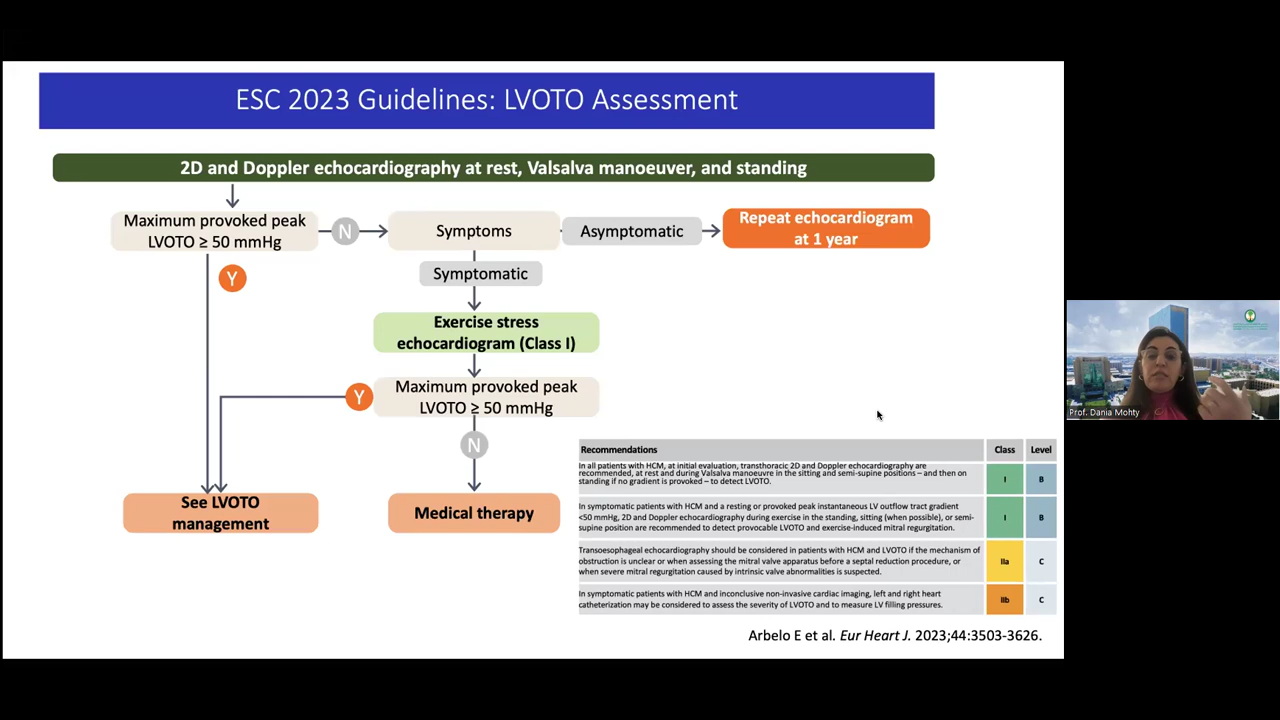 ESC 2023 Guidelines: LVOTO Assessment
2D and Doppler echocardiography at rest, Valsalva manoeuver, and standing
Maximum provoked peak
LVOTO ≥ 50 mmHg
N
Symptoms
Asymptomatic
Repeat echocardiogram
at 1 year
Y
Symptomatic
Exercise stress
echocardiogram (Class I)
Y
Maximum provoked peak
LVOTO ≥ 50 mmHg
N
See LVOTO
management
Medical therapy
Recommendations Class Level
In all patients with HCM, at initial evaluation, transthoracic 2D and Doppler echocardiography are
recommended, at rest and during Valsalva manoeuvre in the sitting and semi-supine positions – and then on
standing if no gradient is provoked – to detect LVOTO.
I B
In symptomatic patients with HCM and a resting or provoked peak instantaneous LV outflow tract gradient
<50 mmHg, 2D and Doppler echocardiography during exercise in the standing, sitting (when possible), or semi-
supine position are recommended to detect provocable LVOTO and exercise-induced mitral regurgitation.
I B
Transoesophageal echocardiography should be considered in patients with HCM and LVOTO if the mechanism of
obstruction is unclear or when assessing the mitral valve apparatus before a septal reduction procedure, or
when severe mitral regurgitation caused by intrinsic valve abnormalities is suspected.
IIa C
In symptomatic patients with HCM and inconclusive non-invasive cardiac imaging, left and right heart
catheterization may be considered to assess the severity of LVOTO and to measure LV filling pressures.
IIb C
Arbelo E et al. Eur Heart J. 2023;44:3503-3626.
Prof. Dania Mohty